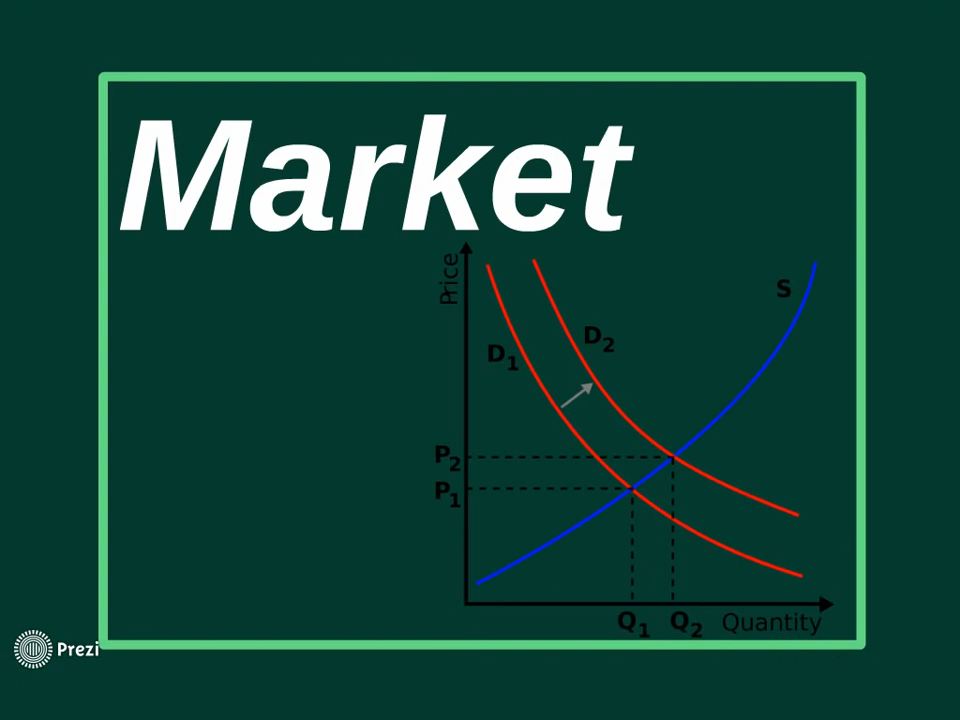 Market
Price
S
D2
D1
P2
P1
Q1 Q2 Quantity
Prezi